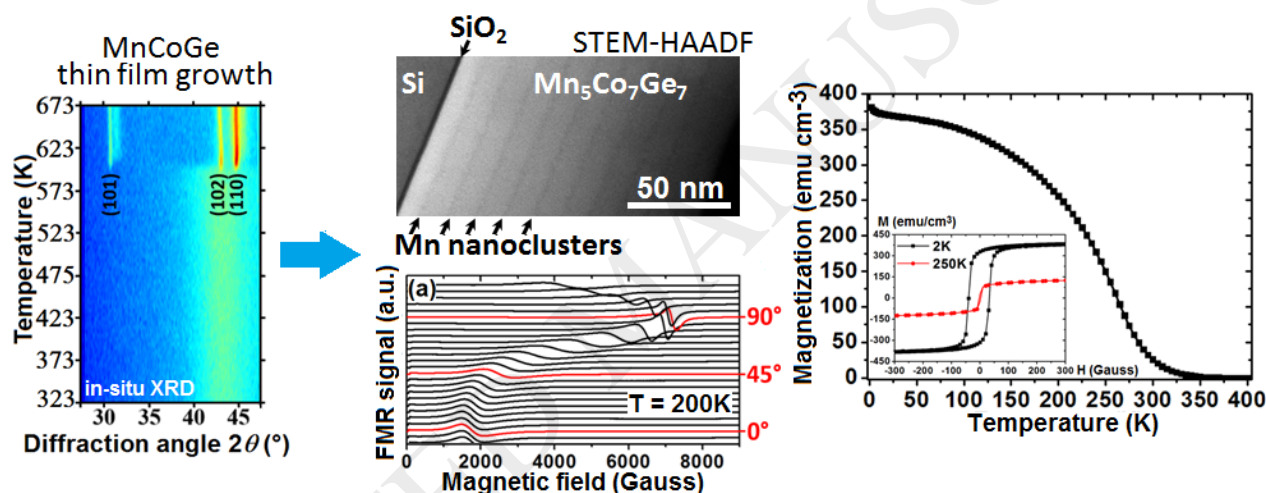 MnCoGe
thin film growth
Temperature (K)
673
623
573
523
475
423
373
323
(101)
(102)
(110)
in-situ XRD
30
35
40
45
Diffraction angle 2θ (°)
SiO₂
STEM-HAADF
Si
Mn₅Co₇Ge₇
50 nm
Mn nanoclusters
FMR signal (a.u.)
(a)
90°
45°
T = 200K
0°
0
2000
4000
6000
8000
Magnetic field (Gauss)
Magnetization (emu cm-3)
400
350
300
250
200
150
100
50
0
M (emu/cm³)
450
300
150
0
-150
-300
-450
2K
250K
-300
-200
-100
0
100
200
300
H (Gauss)
0
50
100
150
200
250
300
350
400
Temperature (K)